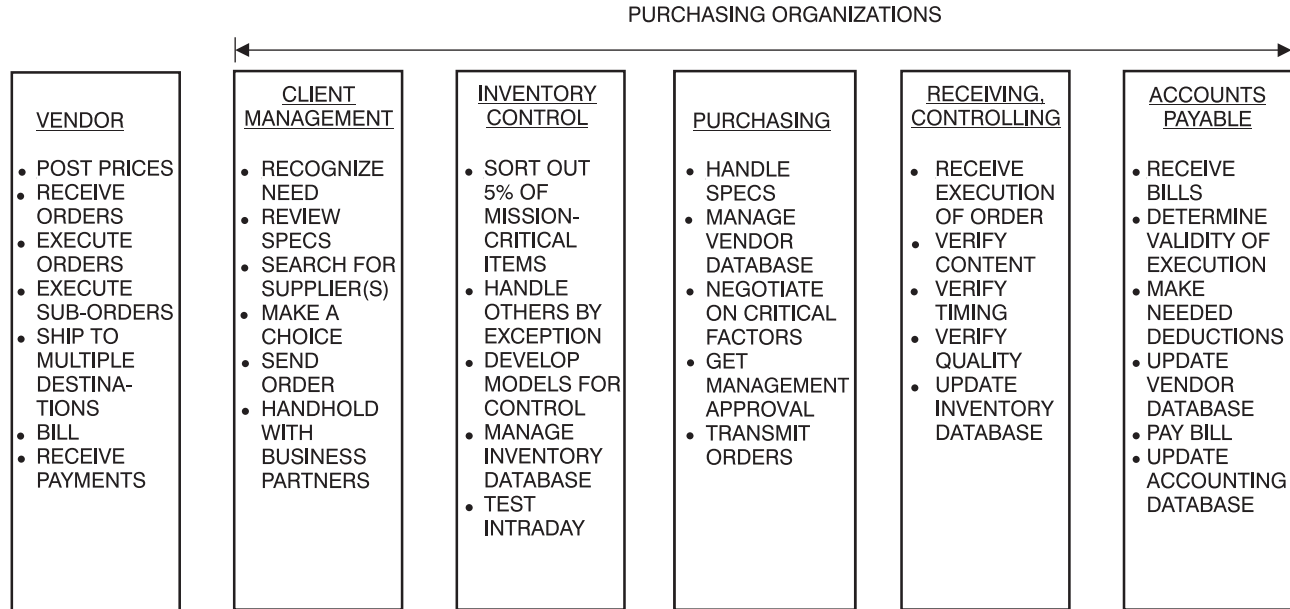 PURCHASING ORGANIZATIONS
VENDOR
• POST PRICES
• RECEIVE
ORDERS
• EXECUTE
ORDERS
• EXECUTE
SUB-ORDERS
• SHIP TO
MULTIPLE
DESTINA-
TIONS
• BILL
• RECEIVE
PAYMENTS
CLIENT
MANAGEMENT
• RECOGNIZE
NEED
• REVIEW
SPECS
• SEARCH FOR
SUPPLIER(S)
• MAKE A
CHOICE
• SEND
ORDER
• HANDHOLD
WITH
BUSINESS
PARTNERS
INVENTORY
CONTROL
• SORT OUT
5% OF
MISSION-
CRITICAL
ITEMS
• HANDLE
OTHERS BY
EXCEPTION
• DEVELOP
MODELS FOR
CONTROL
• MANAGE
INVENTORY
DATABASE
• TEST
INTRADAY
PURCHASING
• HANDLE
SPECS
• MANAGE
VENDOR
DATABASE
• NEGOTIATE
ON CRITICAL
FACTORS
• GET
MANAGEMENT
APPROVAL
• TRANSMIT
ORDERS
RECEIVING,
CONTROLLING
• RECEIVE
EXECUTION
OF ORDER
• VERIFY
CONTENT
• VERIFY
TIMING
• VERIFY
QUALITY
• UPDATE
INVENTORY
DATABASE
ACCOUNTS
PAYABLE
• RECEIVE
BILLS
• DETERMINE
VALIDITY OF
EXECUTION
• MAKE
NEEDED
DEDUCTIONS
• UPDATE
VENDOR
DATABASE
• PAY BILL
• UPDATE
ACCOUNTING
DATABASE